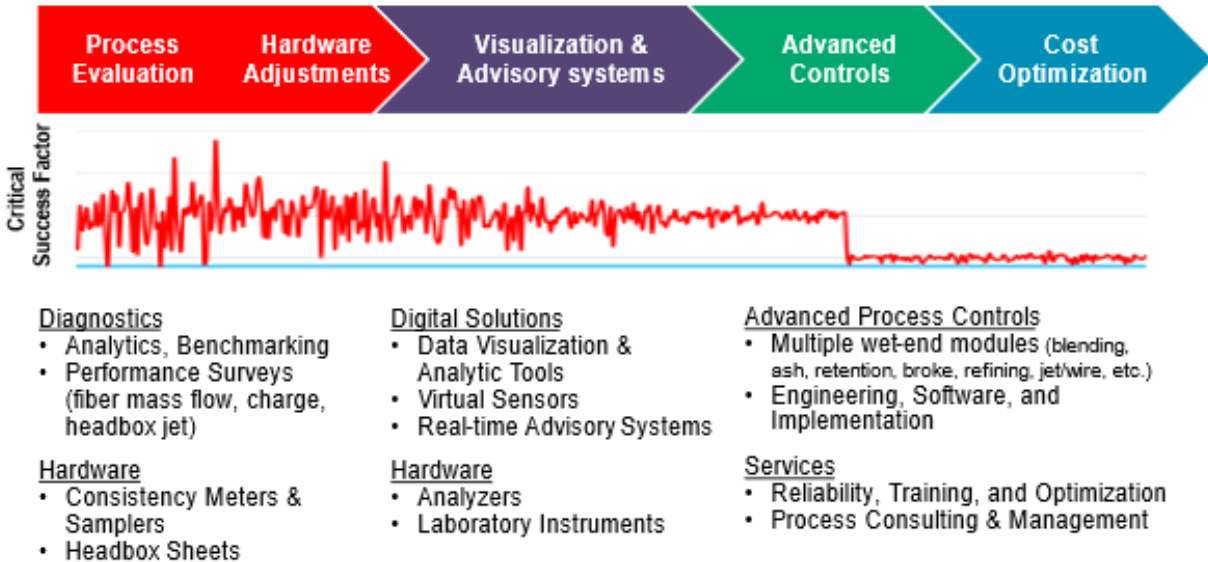 Process Evaluation
Hardware Adjustments
Visualization & Advisory systems
Advanced Controls
Cost Optimization
Critical
Success Factor
Diagnostics
• Analytics, Benchmarking
• Performance Surveys
(fiber mass flow, charge,
headbox jet)
Hardware
• Consistency Meters &
Samplers
• Headbox Sheets
Digital Solutions
• Data Visualization &
Analytic Tools
• Virtual Sensors
• Real-time Advisory Systems
Hardware
• Analyzers
• Laboratory Instruments
Advanced Process Controls
• Multiple wet-end modules (blending,
ash, retention, broke, refining, jet/wire, etc.)
• Engineering, Software, and
Implementation
Services
• Reliability, Training, and Optimization
• Process Consulting & Management